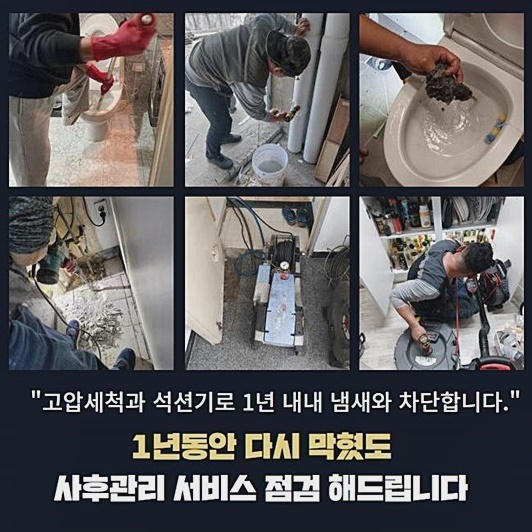 "고압세척과 석션기로 1년 내내 냄새와 차단합니다."
1년동안 다시 막혔도
사후관리 서비스 점검 해드립니다